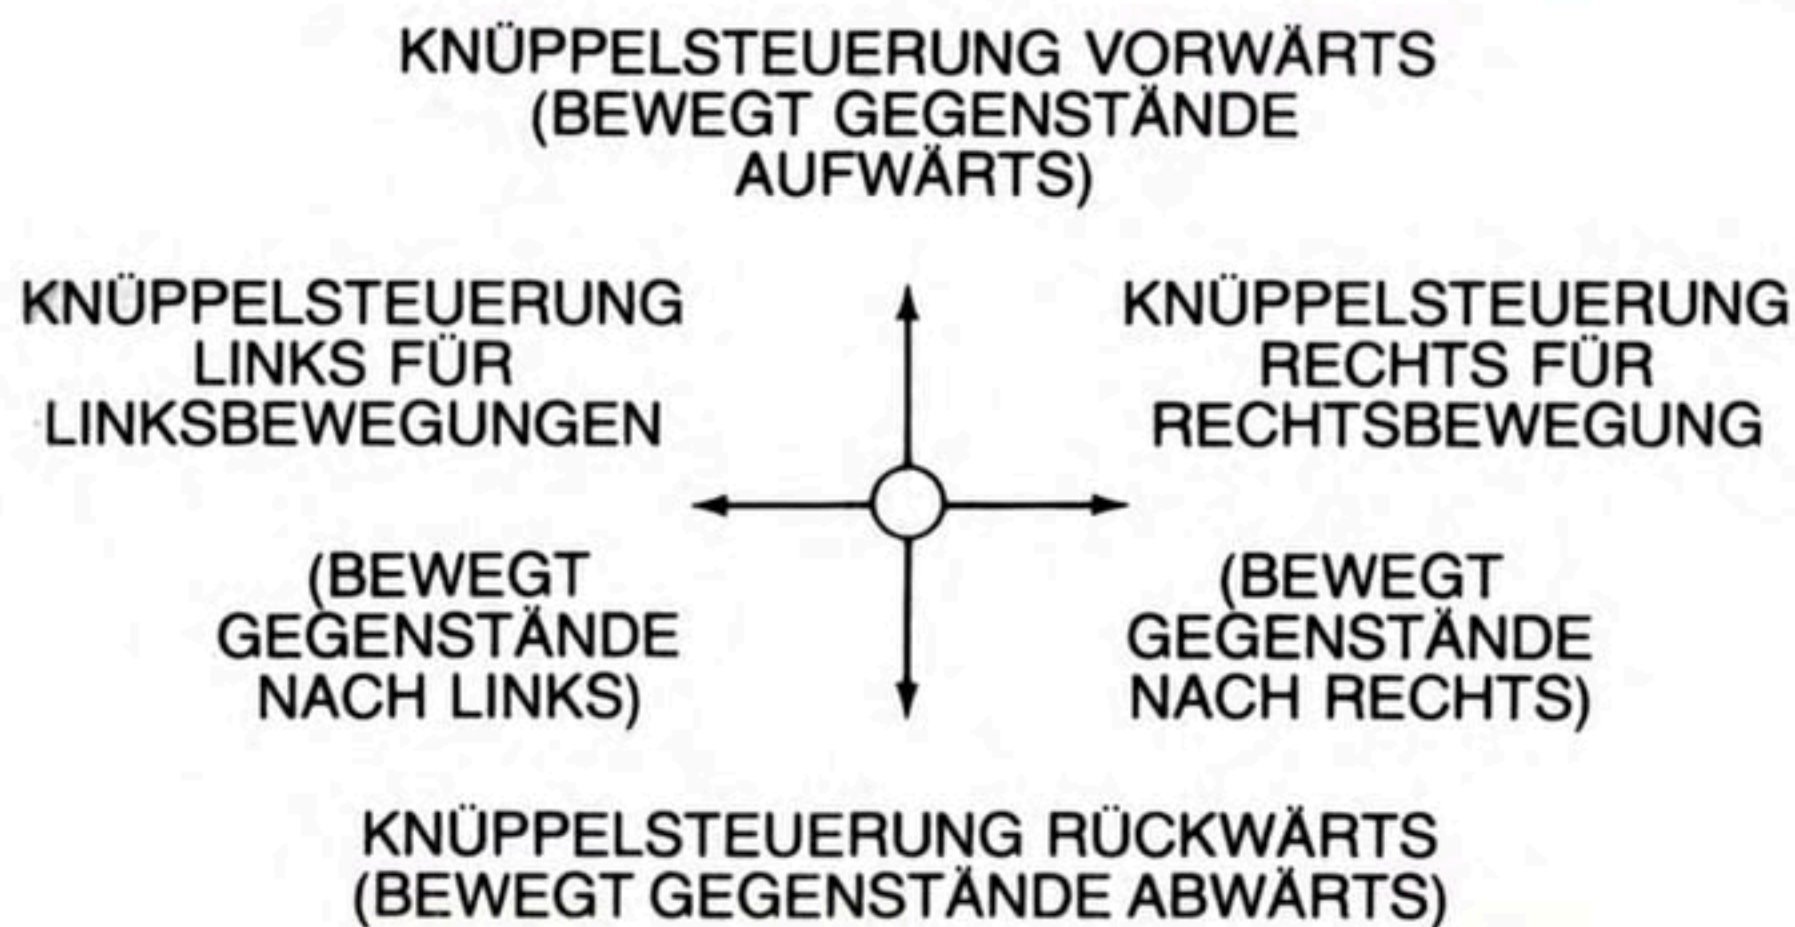 KNÜPPELSTEUERUNG VORWÄRTS
(BEWEGT GEGENSTÄNDE
AUFWÄRTS)
KNÜPPELSTEUERUNG
LINKS FÜR
LINKSBEWEGUNGEN
(BEWEGT
GEGENSTÄNDE
NACH LINKS)
KNÜPPELSTEUERUNG
RECHTS FÜR
RECHTSBEWEGUNG
(BEWEGT
GEGENSTÄNDE
NACH RECHTS)
KNÜPPELSTEUERUNG RÜCKWÄRTS
(BEWEGT GEGENSTÄNDE ABWÄRTS)